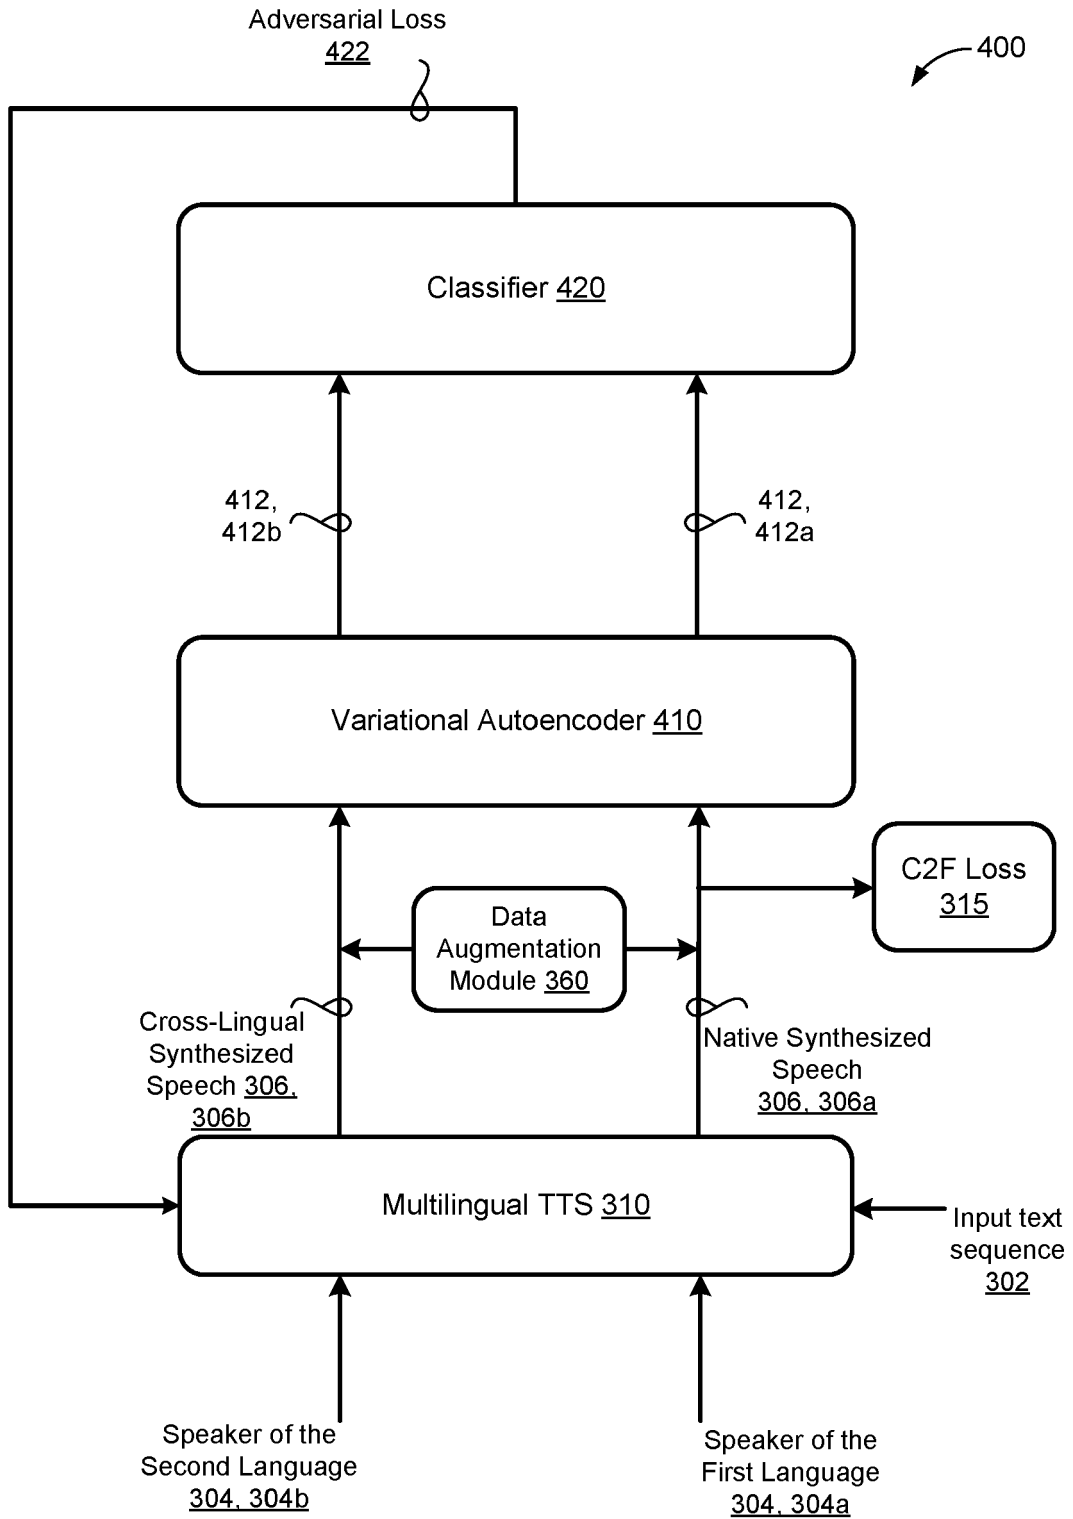 Adversarial Loss
422
400
Classifier 420
412,
412b
412,
412a
Variational Autoencoder 410
C2F Loss
315
Data
Augmentation
Module 360
Cross-Lingual
Synthesized
Speech 306,
306b
Native Synthesized
Speech
306, 306a
Multilingual TTS 310
Input text
sequence
302
Speaker of the
Second Language
304, 304b
Speaker of the
First Language
304, 304a